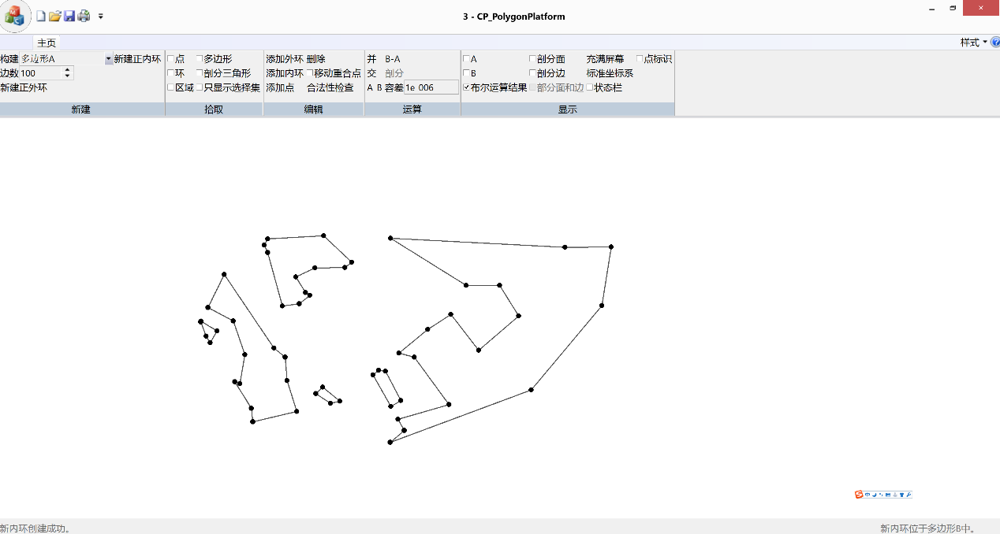 3 - CP_PolygonPlatform
主页 样式
构建 多边形A 新建正内环 点 多边形 添加外环 删除 并 B-A A 剖分面 充满屏幕 点标识
边数 100 环 剖分三角形 添加内环 移动重合点 交 剖分 B 剖分边 标准坐标系
新建正外环 区域 只显示选择集 添加点 合法性检查 A B 容差 1e 006 布尔运算结果 剖分面和边 状态栏
新建 拾取 编辑 运算 显示
中
新内环创建成功。 新内环位于多边形B中。